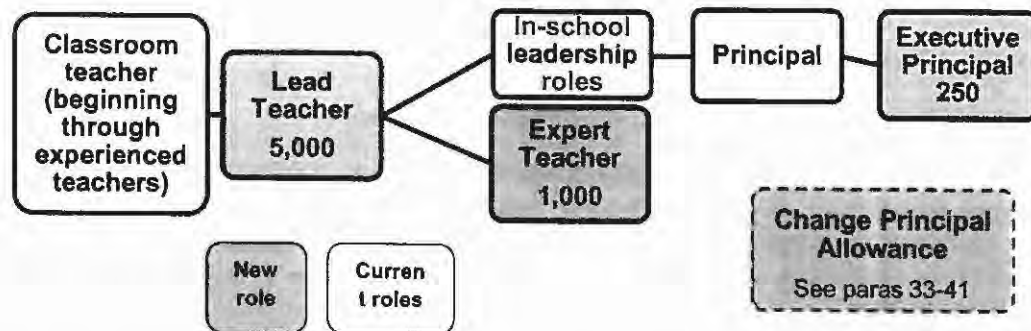 Classroom
teacher
(beginning
through
experienced
teachers)
Lead
Teacher
5,000
In-school
leadership
roles
Expert
Teacher
1,000
Principal
Executive
Principal
250
Change Principal
Allowance
See paras 33-41
New
role
Curren
t roles